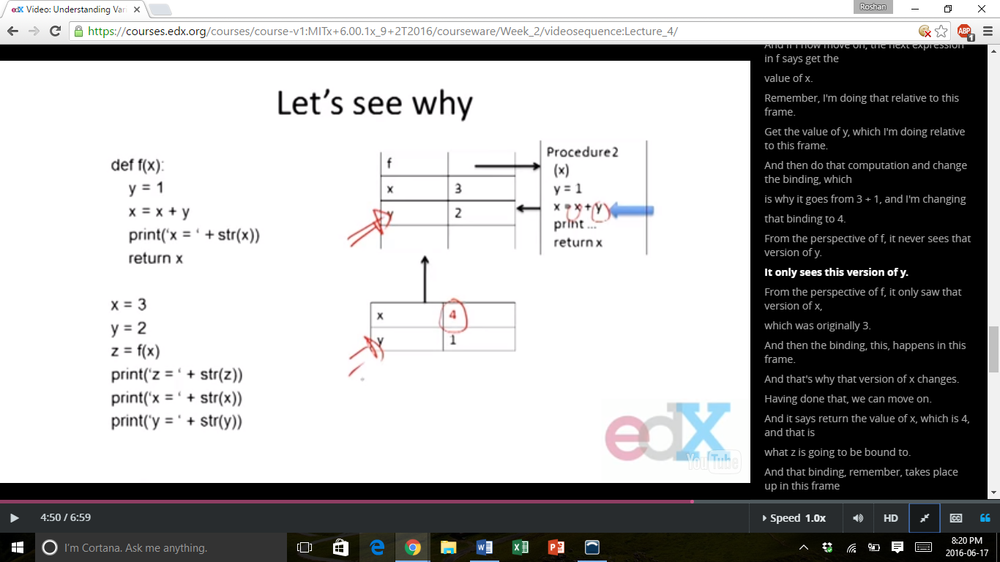 edX Video: Understanding Vari
Roshan
https://courses.edx.org/courses/course-v1:MITx+6.00.1x_9+2T2016/courseware/Week_2/videosequence:Lecture_4/
ABP
1
Let's see why
def f(x):
y = 1
x = x + y
print('x = ' + str(x))
return x
x = 3
y = 2
z = f(x)
print('z = ' + str(z))
print('x = ' + str(x))
print('y = ' + str(y))
f
x 3
y 2
Procedure2
(x)
y = 1
x = x + y
print ...
return x
x 4
y 1
edX
YouTube
And if I now move on, the next expression
in f says get the
value of x.
Remember, I'm doing that relative to this
frame.
Get the value of y, which I'm doing relative
to this frame.
And then do that computation and change
the binding, which
is why it goes from 3 + 1, and I'm changing
that binding to 4.
From the perspective of f, it never sees that
version of y.
It only sees this version of y.
From the perspective of f, it only saw that
version of x,
which was originally 3.
And then the binding, this, happens in this
frame.
And that's why that version of x changes.
Having done that, we can move on.
And it says return the value of x, which is 4,
and that is
what z is going to be bound to.
And that binding, remember, takes place
up in this frame
4:50 / 6:59
Speed 1.0x
HD
CC
I'm Cortana. Ask me anything.
8:20 PM
2016-06-17